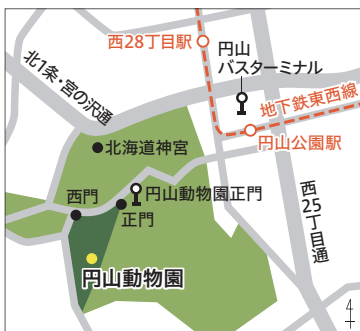 西28丁目駅
円山
バスターミナル
北1条・宮の沢通
地下鉄東西線
円山公園駅
北海道神宮
円山動物園正門
西門
正門
西25丁目通
円山動物園